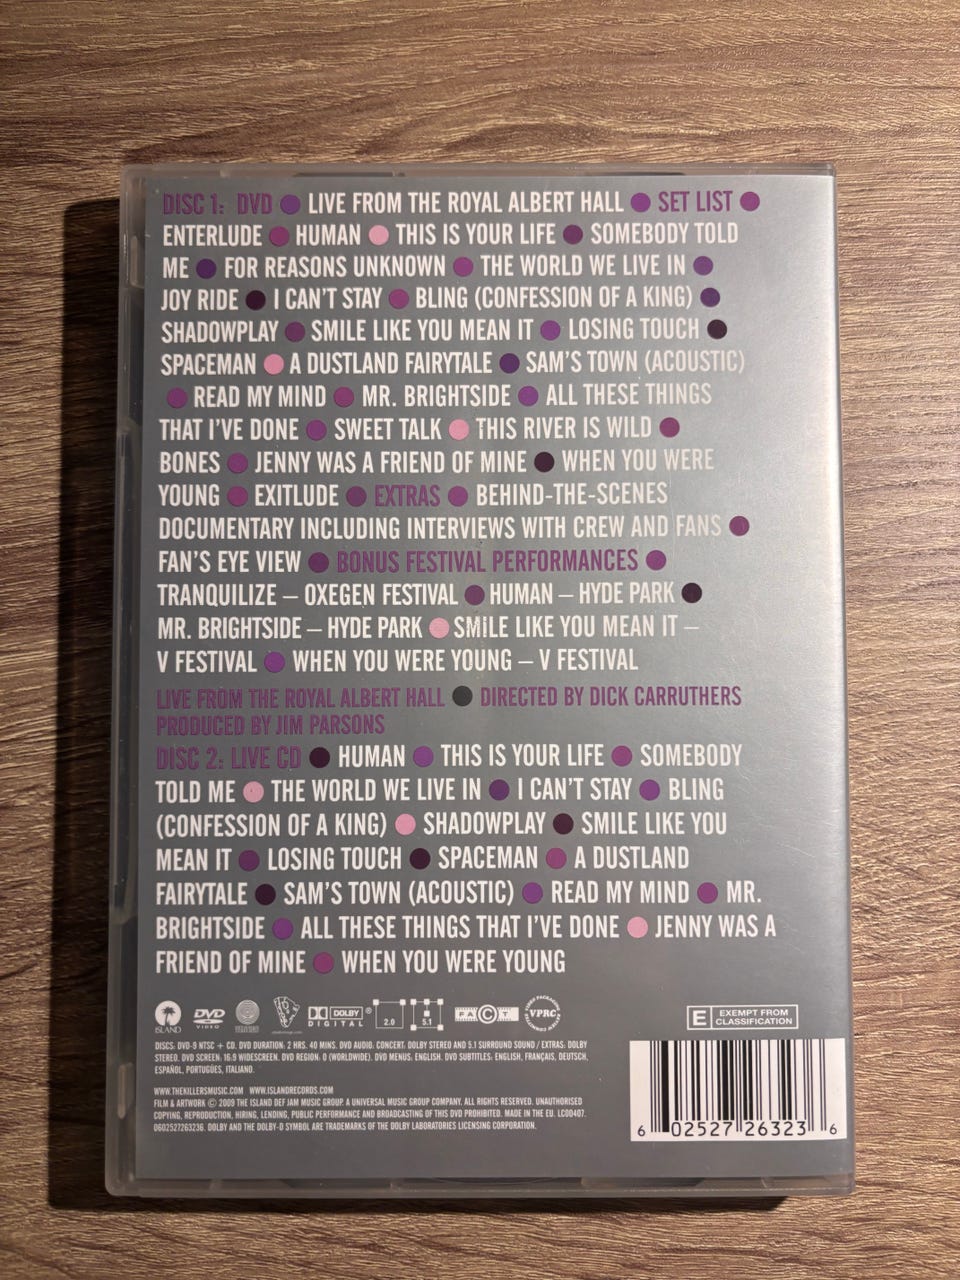 DISC 1: DVD ● LIVE FROM THE ROYAL ALBERT HALL ● SET LIST ●
ENTERLUDE ● HUMAN ● THIS IS YOUR LIFE ● SOMEBODY TOLD
ME ● FOR REASONS UNKNOWN ● THE WORLD WE LIVE IN ●
JOY RIDE ● I CAN'T STAY ● BLING (CONFESSION OF A KING) ●
SHADOWPLAY ● SMILE LIKE YOU MEAN IT ● LOSING TOUCH ●
SPACEMAN ● A DUSTLAND FAIRYTALE ● SAM'S TOWN (ACOUSTIC)
● READ MY MIND ● MR. BRIGHTSIDE ● ALL THESE THINGS
THAT I'VE DONE ● SWEET TALK ● THIS RIVER IS WILD ●
BONES ● JENNY WAS A FRIEND OF MINE ● WHEN YOU WERE
YOUNG ● EXITLUDE ● EXTRAS ● BEHIND-THE-SCENES
DOCUMENTARY INCLUDING INTERVIEWS WITH CREW AND FANS ●
FAN'S EYE VIEW ● BONUS FESTIVAL PERFORMANCES ●
TRANQUILIZE – OXEGEN FESTIVAL ● HUMAN – HYDE PARK ●
MR. BRIGHTSIDE – HYDE PARK ● SMILE LIKE YOU MEAN IT –
V FESTIVAL ● WHEN YOU WERE YOUNG – V FESTIVAL
LIVE FROM THE ROYAL ALBERT HALL ● DIRECTED BY DICK CARRUTHERS
PRODUCED BY JIM PARSONS
DISC 2: LIVE CD ● HUMAN ● THIS IS YOUR LIFE ● SOMEBODY
TOLD ME ● THE WORLD WE LIVE IN ● I CAN'T STAY ● BLING
(CONFESSION OF A KING) ● SHADOWPLAY ● SMILE LIKE YOU
MEAN IT ● LOSING TOUCH ● SPACEMAN ● A DUSTLAND
FAIRYTALE ● SAM'S TOWN (ACOUSTIC) ● READ MY MIND ● MR.
BRIGHTSIDE ● ALL THESE THINGS THAT I'VE DONE ● JENNY WAS A
FRIEND OF MINE ● WHEN YOU WERE YOUNG
ISLAND DVD VIDEO DOLBY DIGITAL 2.0 5.1 FACT VPRC E EXEMPT FROM CLASSIFICATION
DISCS: DVD-9 NTSC + CD. DVD DURATION: 2 HRS. 40 MINS. DVD AUDIO: CONCERT. DOLBY STEREO AND 5.1 SURROUND SOUND / EXTRAS: DOLBY
STEREO. DVD SCREEN: 16:9 WIDESCREEN. DVD REGION: 0 (WORLDWIDE). DVD MENUS. ENGLISH. DVD SUBTITLES: ENGLISH, FRANÇAIS, DEUTSCH,
ESPAÑOL, PORTUGUÊS, ITALIANO.
WWW.THEKILLERSMUSIC.COM WWW.ISLANDRECORDS.COM
FILM & ARTWORK © 2009 THE ISLAND DEF JAM MUSIC GROUP. A UNIVERSAL MUSIC GROUP COMPANY. ALL RIGHTS RESERVED. UNAUTHORISED
COPYING, REPRODUCTION, HIRING, LENDING, PUBLIC PERFORMANCE AND BROADCASTING OF THIS DVD PROHIBITED. MADE IN THE EU. LC00407.
0602527263236. DOLBY AND THE DOLBY-D SYMBOL ARE TRADEMARKS OF THE DOLBY LABORATORIES LICENSING CORPORATION.
6 02527 26323 6